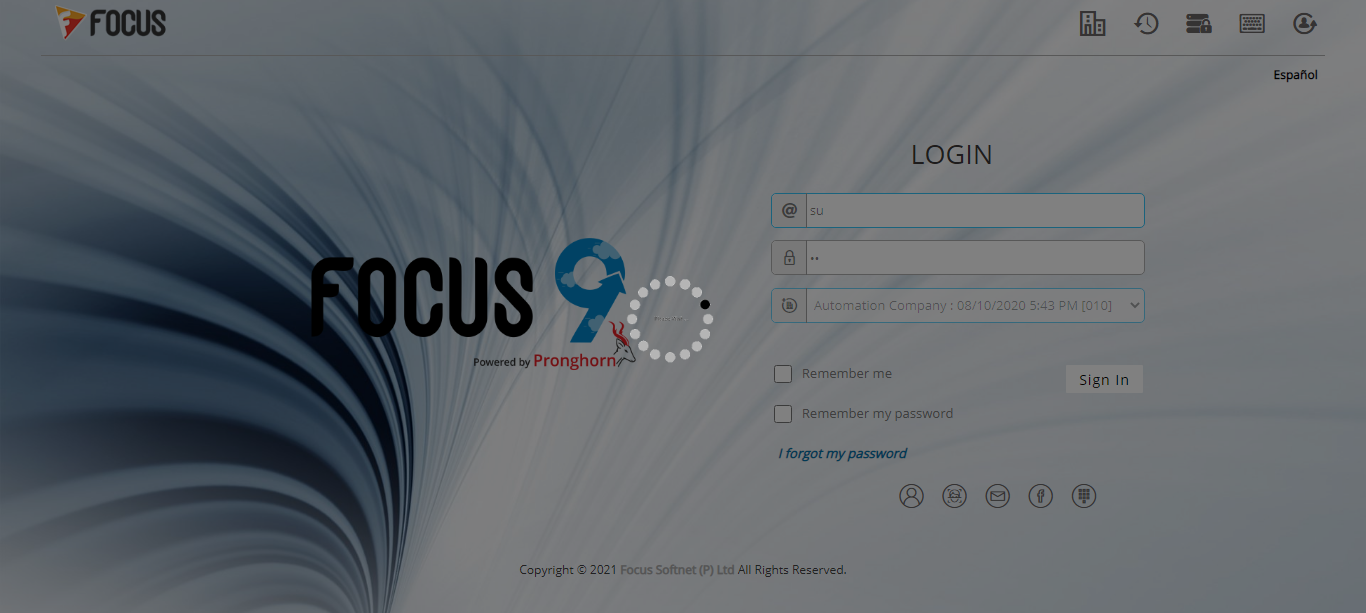 FOCUS
Español
LOGIN
@ su
••
Automation Company : 08/10/2020 5:43 PM [010]
FOCUS 9
Powered by Pronghorn
Remember me
Sign In
Remember my password
I forgot my password
Copyright © 2021 Focus Softnet (P) Ltd All Rights Reserved.